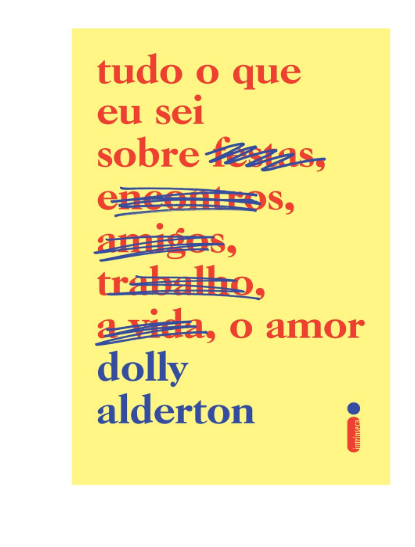 tudo o que
eu sei
sobre festas,
encontros,
amigos,
trabalho,
a vida, o amor
dolly
alderton
intrínseca